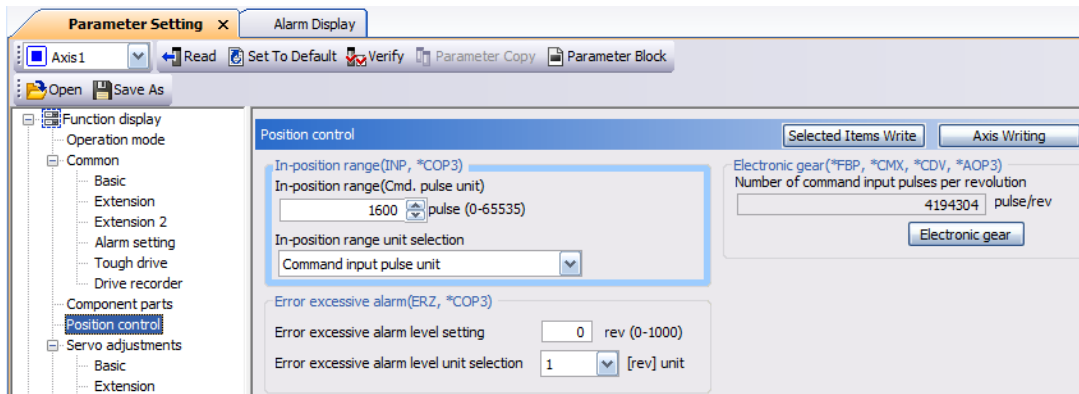 Parameter Setting X Alarm Display
Axis1 Read Set To Default Verify Parameter Copy Parameter Block
Open Save As
Function display
Operation mode
Common
Basic
Extension
Extension 2
Alarm setting
Tough drive
Drive recorder
Component parts
Position control
Servo adjustments
Basic
Extension
Position control Selected Items Write Axis Writing
In-position range(INP, *COP3)
In-position range(Cmd. pulse unit)
1600 pulse (0-65535)
In-position range unit selection
Command input pulse unit
Error excessive alarm(ERZ, *COP3)
Error excessive alarm level setting 0 rev (0-1000)
Error excessive alarm level unit selection 1 [rev] unit
Electronic gear(*FBP, *CMX, *CDV, *AOP3)
Number of command input pulses per revolution
4194304 pulse/rev
Electronic gear